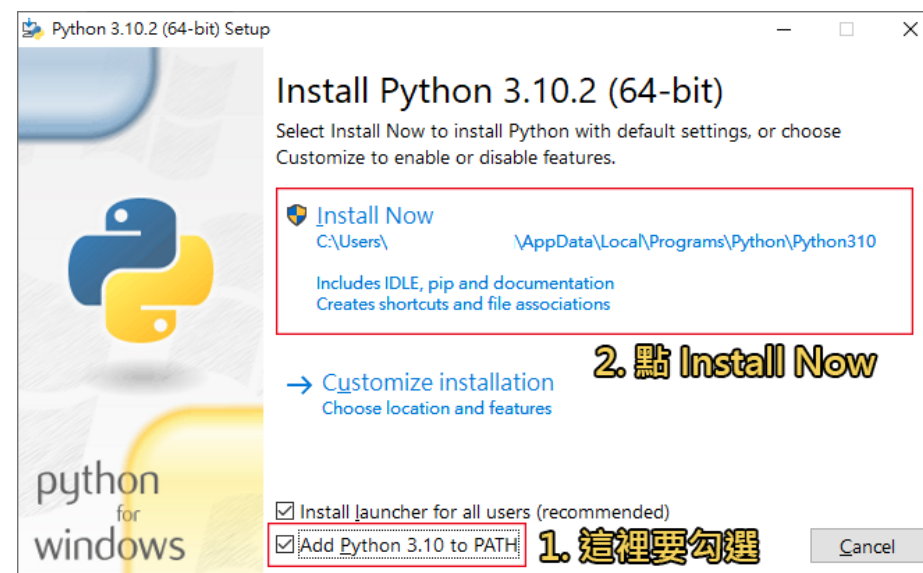 Python 3.10.2 (64-bit) Setup
Install Python 3.10.2 (64-bit)
Select Install Now to install Python with default settings, or choose
Customize to enable or disable features.
Install Now
C:\Users\ \AppData\Local\Programs\Python\Python310
Includes IDLE, pip and documentation
Creates shortcuts and file associations
2. 點 Install Now
Customize installation
Choose location and features
python
for
windows
Install launcher for all users (recommended)
Add Python 3.10 to PATH
1. 這裡要勾選
Cancel